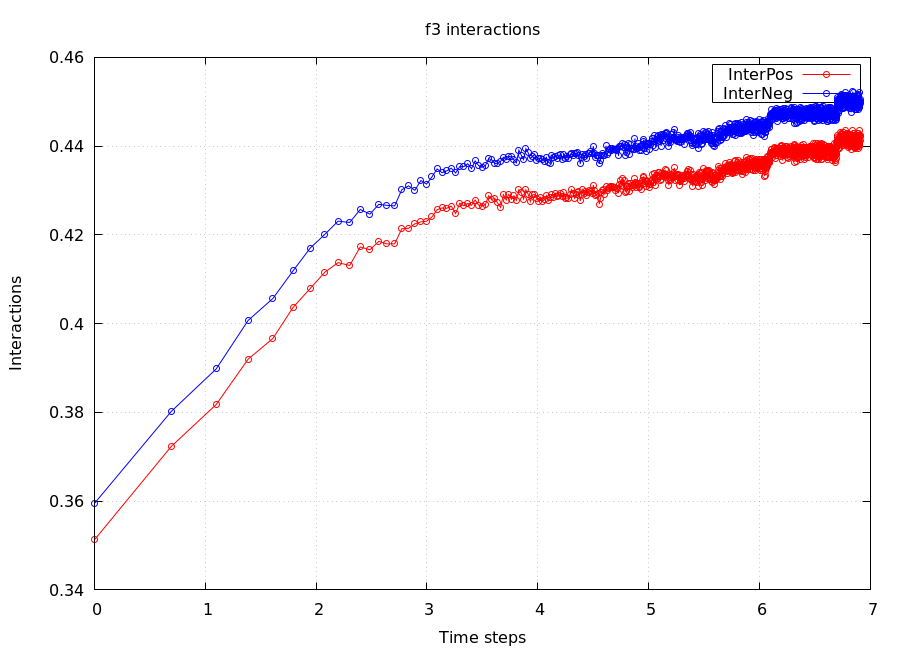 f3 interactions
InterPos
InterNeg
0.46
0.44
0.42
0.4
0.38
0.36
0.34
Interactions
0 1 2 3 4 5 6 7
Time steps